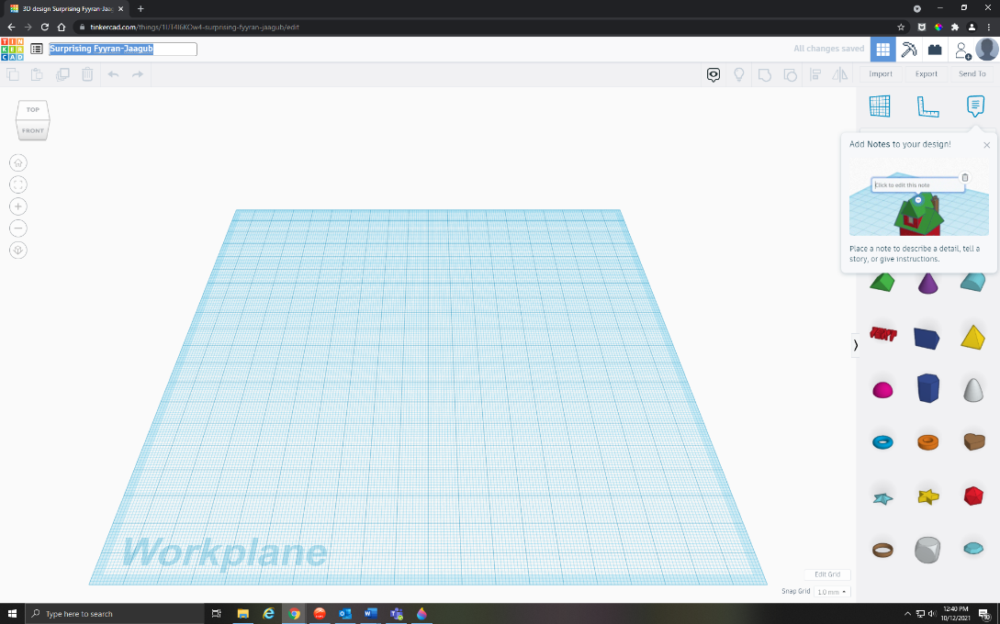 3D design Surprising Fyyran-Jaag
tinkercad.com/things/1UT4l6KOw4-surprising-fyyran-jaagub/edit
TIN
KER
CAD
Surprising Fyyran-Jaagub
All changes saved
Import
Export
Send To
TOP
FRONT
Add Notes to your design!
Click to edit this note
Place a note to describe a detail, tell a
story, or give instructions.
TEXT
Workplane
Edit Grid
Snap Grid
1.0 mm
Type here to search
12:40 PM
10/12/2021